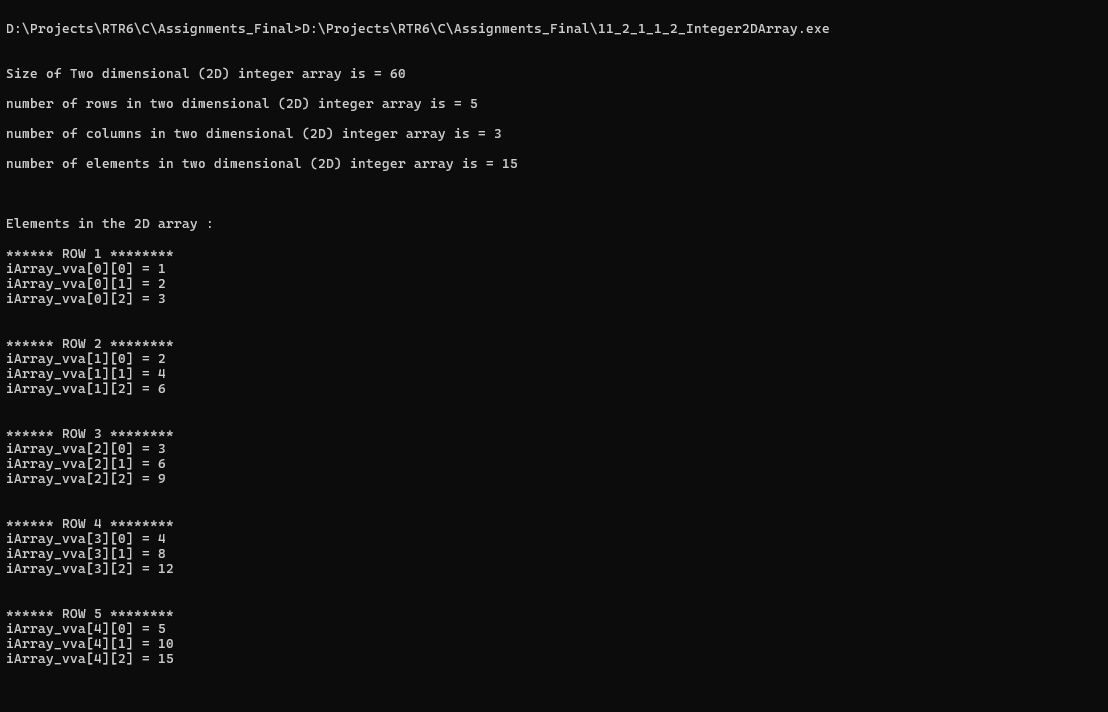 D:\Projects\RTR6\C\Assignments_Final>D:\Projects\RTR6\C\Assignments_Final\11_2_1_1_2_Integer2DArray.exe
Size of Two dimensional (2D) integer array is = 60
number of rows in two dimensional (2D) integer array is = 5
number of columns in two dimensional (2D) integer array is = 3
number of elements in two dimensional (2D) integer array is = 15
Elements in the 2D array :
****** ROW 1 ********
iArray_vva[0][0] = 1
iArray_vva[0][1] = 2
iArray_vva[0][2] = 3
****** ROW 2 ********
iArray_vva[1][0] = 2
iArray_vva[1][1] = 4
iArray_vva[1][2] = 6
****** ROW 3 ********
iArray_vva[2][0] = 3
iArray_vva[2][1] = 6
iArray_vva[2][2] = 9
****** ROW 4 ********
iArray_vva[3][0] = 4
iArray_vva[3][1] = 8
iArray_vva[3][2] = 12
****** ROW 5 ********
iArray_vva[4][0] = 5
iArray_vva[4][1] = 10
iArray_vva[4][2] = 15